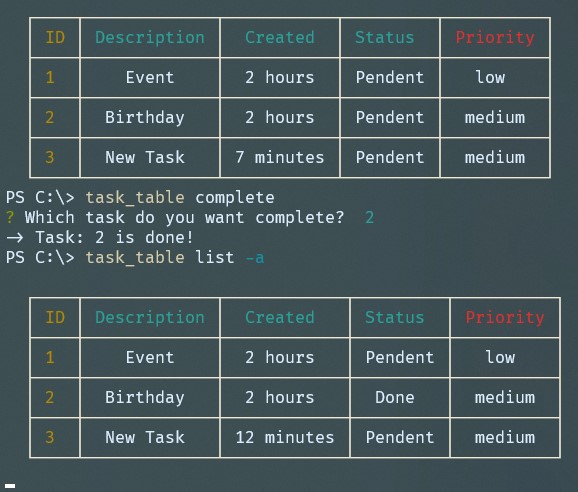 ID Description Created Status Priority
1 Event 2 hours Pendent low
2 Birthday 2 hours Pendent medium
3 New Task 7 minutes Pendent medium
PS C:\> task_table complete
? Which task do you want complete? 2
→ Task: 2 is done!
PS C:\> task_table list -a
ID Description Created Status Priority
1 Event 2 hours Pendent low
2 Birthday 2 hours Done medium
3 New Task 12 minutes Pendent medium